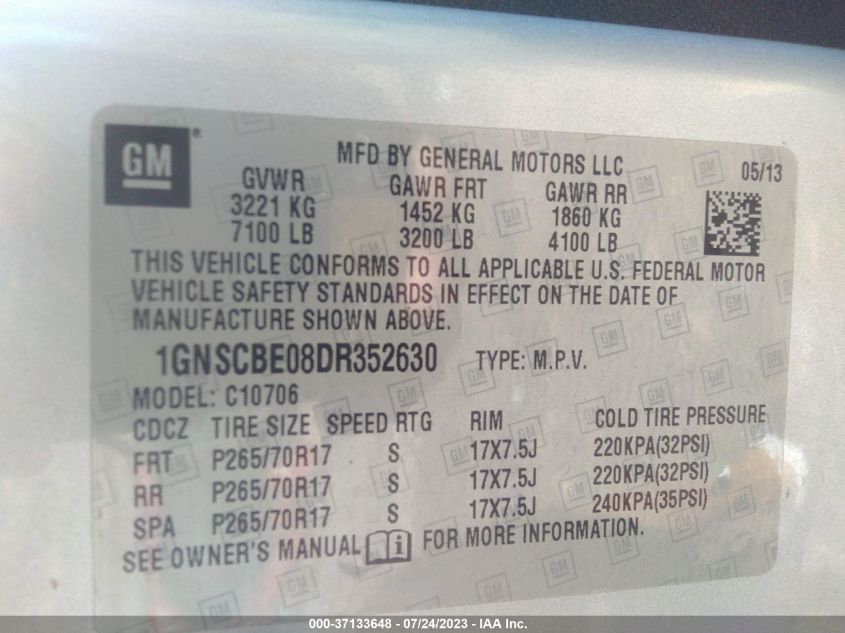 GM®
MFD BY GENERAL MOTORS LLC 05/13
GVWR GAWR FRT GAWR RR
3221 KG 1452 KG 1860 KG
7100 LB 3200 LB 4100 LB
THIS VEHICLE CONFORMS TO ALL APPLICABLE U.S. FEDERAL MOTOR
VEHICLE SAFETY STANDARDS IN EFFECT ON THE DATE OF
MANUFACTURE SHOWN ABOVE.
1GNSCBE08DR352630 TYPE: M.P.V.
MODEL: C10706
CDCZ TIRE SIZE SPEED RTG RIM COLD TIRE PRESSURE
FRT P265/70R17 S 17X7.5J 220KPA(32PSI)
RR P265/70R17 S 17X7.5J 220KPA(32PSI)
SPA P265/70R17 S 17X7.5J 240KPA(35PSI)
SEE OWNER'S MANUAL i FOR MORE INFORMATION.
000-37133648 - 07/24/2023 - IAA Inc.